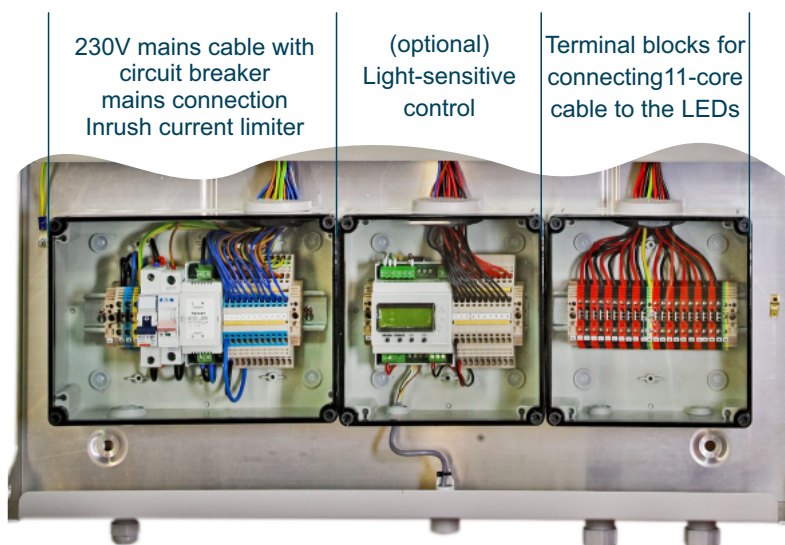 230V mains cable with
circuit breaker
mains connection
Inrush current limiter
(optional)
Light-sensitive
control
Terminal blocks for
connecting11-core
cable to the LEDs